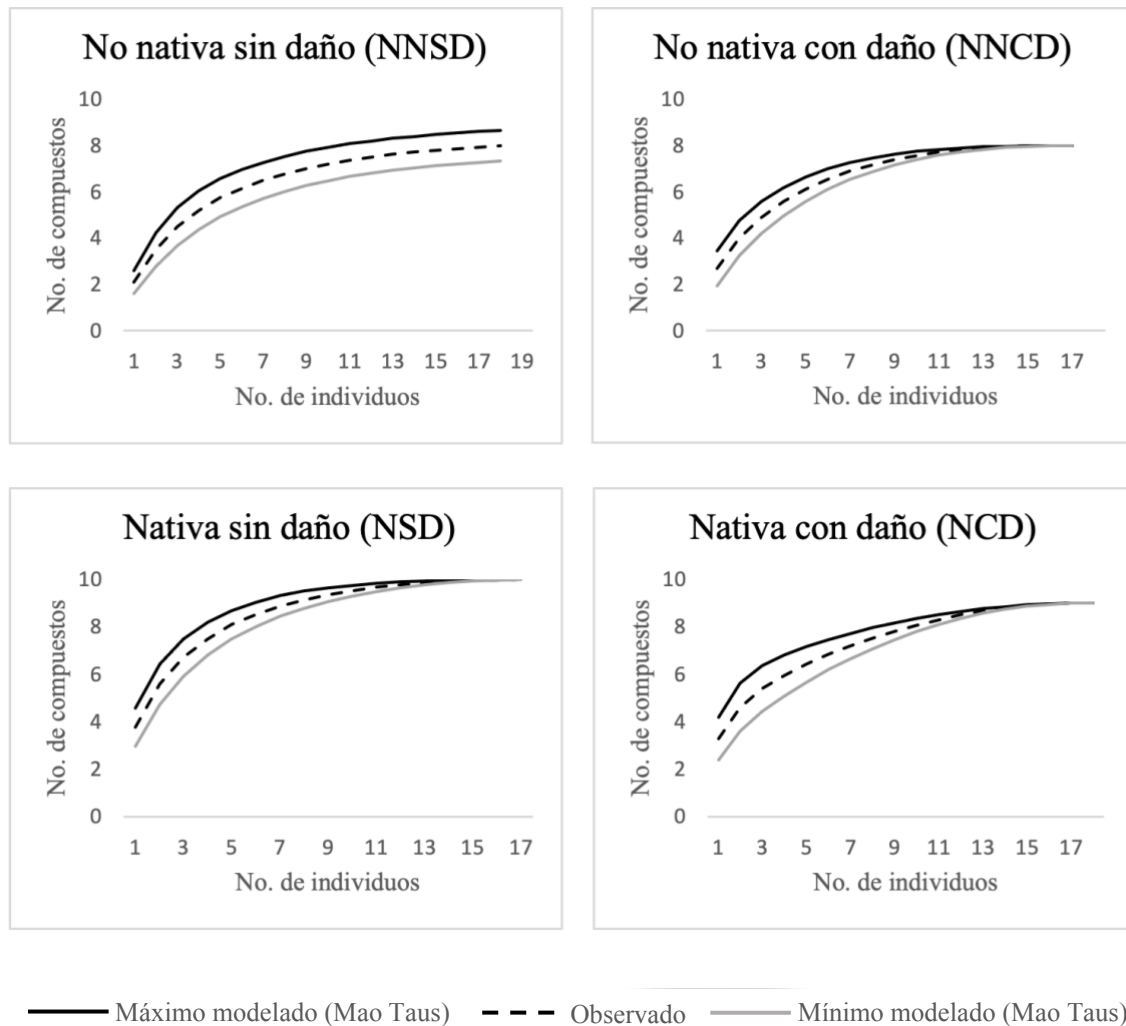 No nativa sin daño (NNSD)
No. de compuestos
10
8
6
4
2
0
1 3 5 7 9 11 13 15 17 19
No. de individuos
No nativa con daño (NNCD)
No. de compuestos
10
8
6
4
2
0
1 3 5 7 9 11 13 15 17
No. de individuos
Nativa sin daño (NSD)
No. de compuestos
10
8
6
4
2
0
1 3 5 7 9 11 13 15 17
No. de individuos
Nativa con daño (NCD)
No. de compuestos
10
8
6
4
2
0
1 3 5 7 9 11 13 15 17
No. de individuos
Máximo modelado (Mao Taus) Observado Mínimo modelado (Mao Taus)